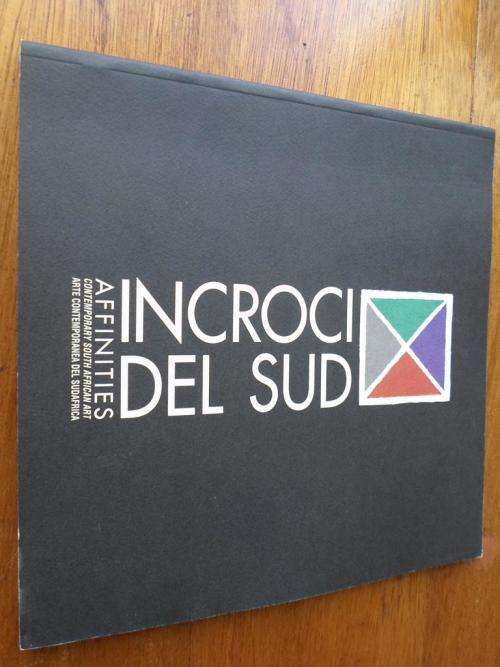 INCROCI
DEL SUD
AFFINITIES
CONTEMPORARY SOUTH AFRICAN ART
ARTE CONTEMPORANEA DEL SUDAFRICA